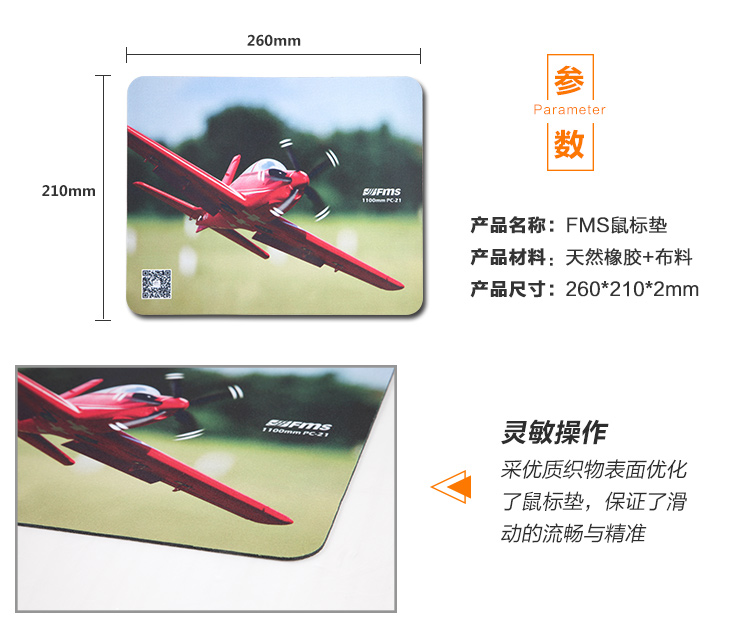 260mm
参
Parameter
数
210mm
FMS
1100mm PC-21
产品名称：FMS鼠标垫
产品材料：天然橡胶+布料
产品尺寸：260*210*2mm
FMS
1100mm PC-21
灵敏操作
采优质织物表面优化
了鼠标垫，保证了滑
动的流畅与精准